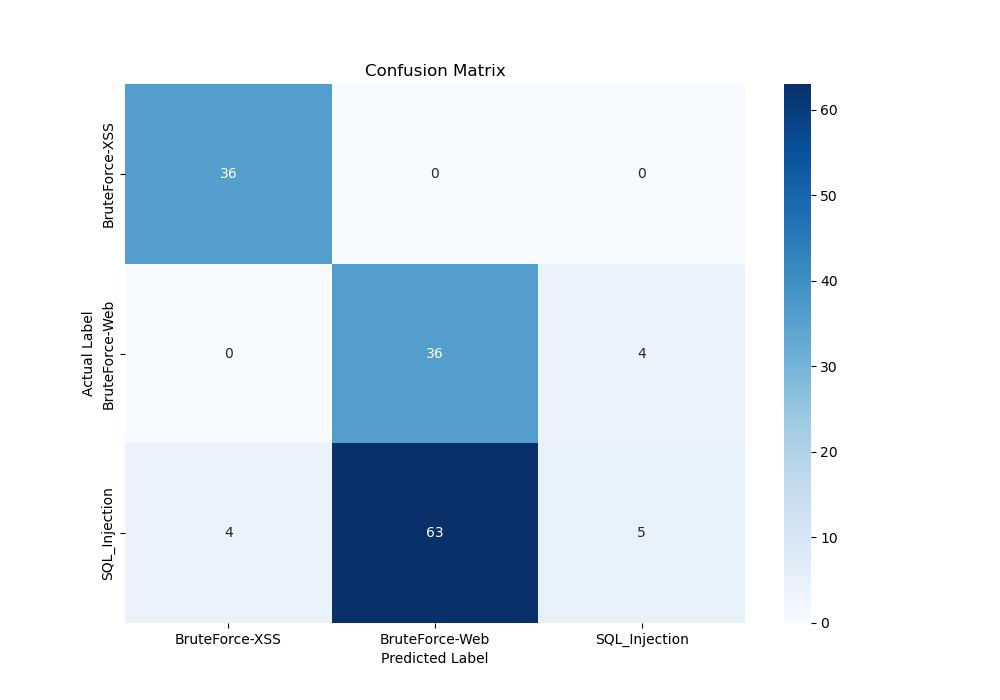 Confusion Matrix
Actual Label
BruteForce-XSS
36
0
0
BruteForce-Web
0
36
4
SQL_Injection
4
63
5
BruteForce-XSS
BruteForce-Web
SQL_Injection
Predicted Label
60
50
40
30
20
10
0